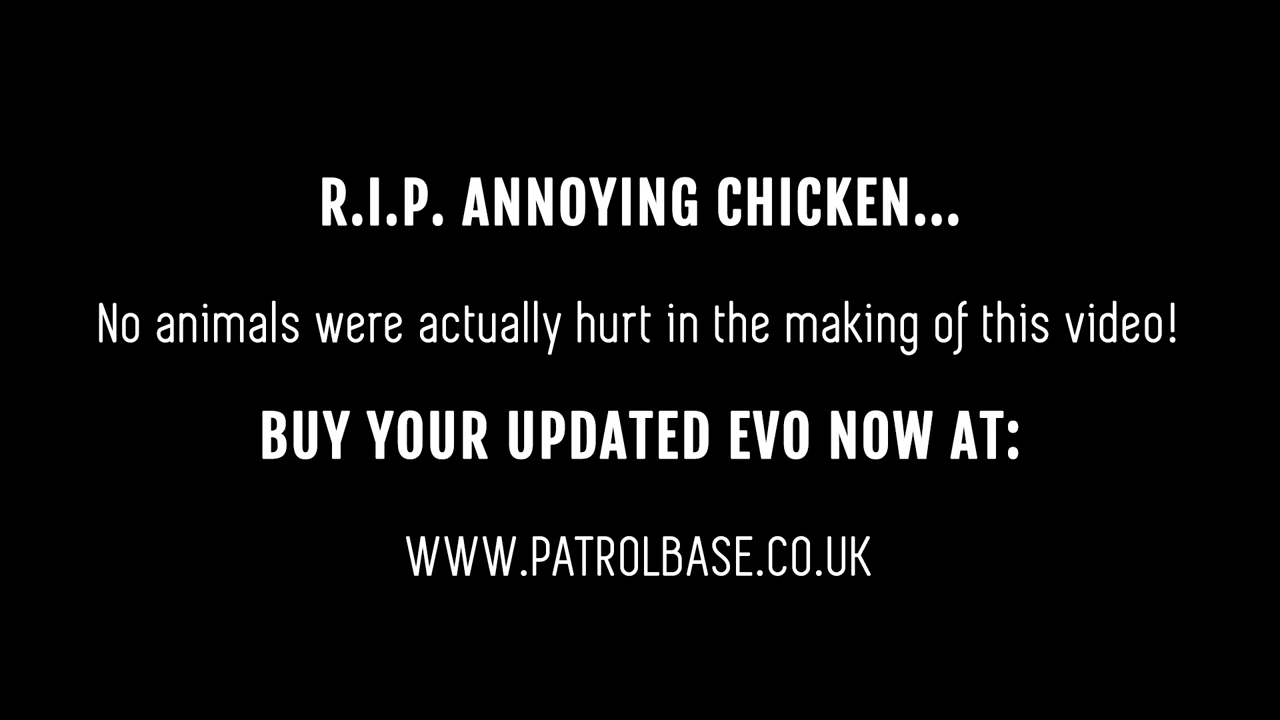 R.I.P. ANNOYING CHICKEN...
No animals were actually hurt in the making of this video!
BUY YOUR UPDATED EVO NOW AT:
WWW.PATROLBASE.CO.UK